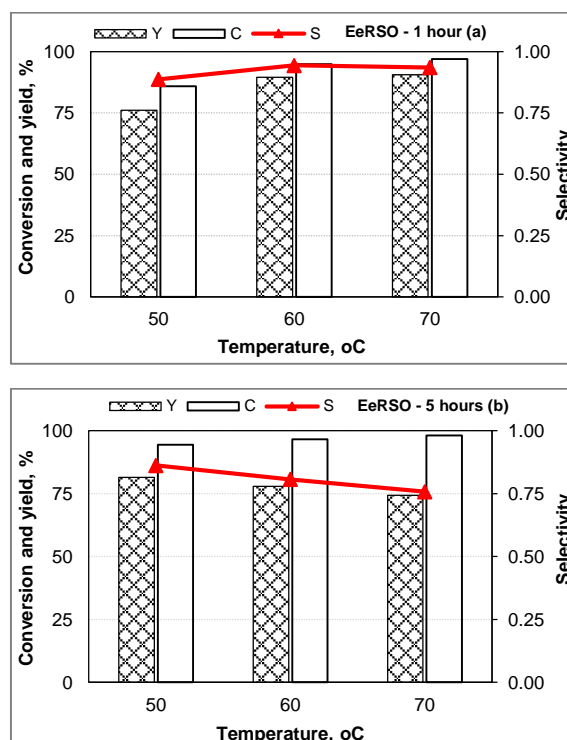 Y C S EeRSO - 1 hour (a)
100 1.00
75 0.75
50 0.50
25 0.25
0 0.00
Conversion and yield, %
Selectivity
50 60 70
Temperature, oC
Y C S EeRSO - 5 hours (b)
100 1.00
75 0.75
50 0.50
25 0.25
0 0.00
Conversion and yield, %
Selectivity
50 60 70
Temperature, oC